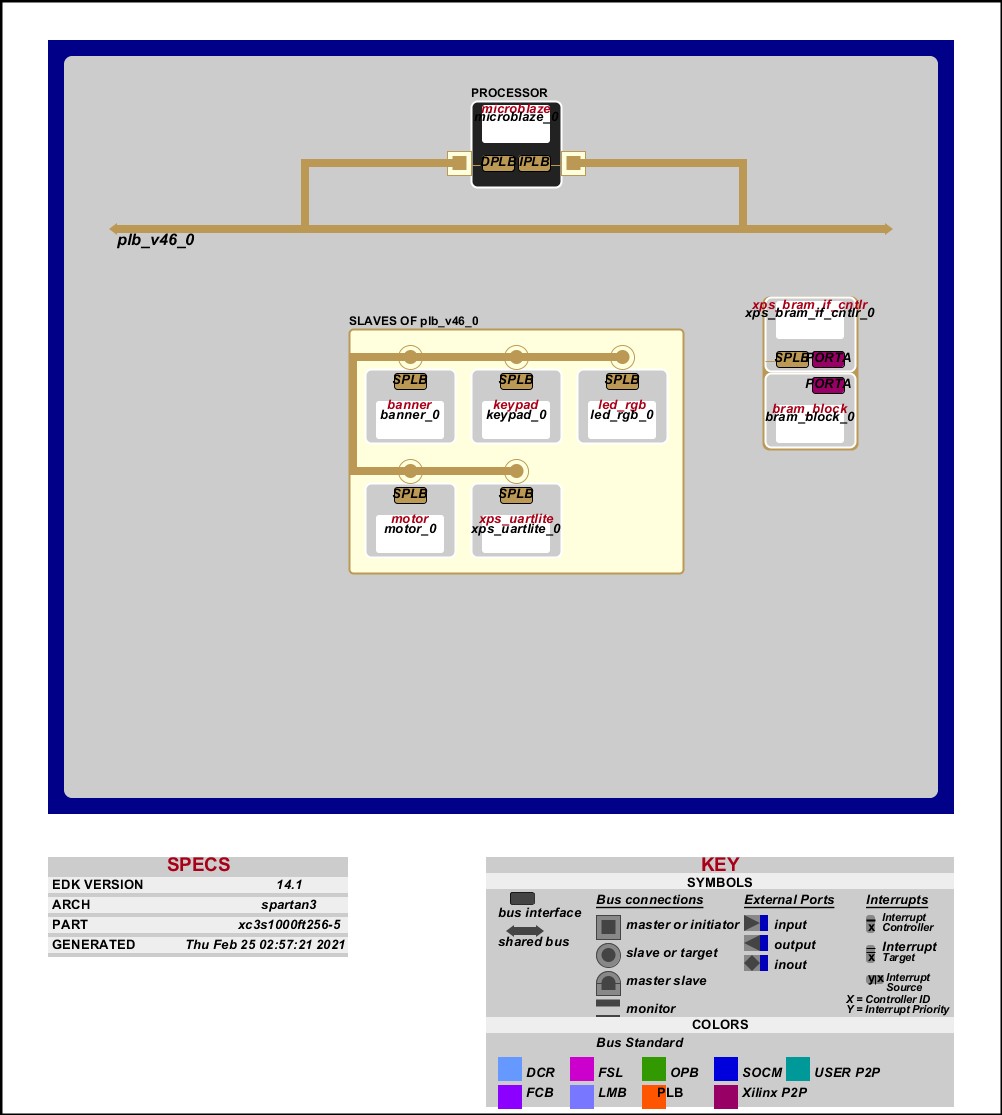 PROCESSOR
microblaze
microblaze_0
DPLB IPLB
plb_v46_0
xps_bram_if_cntlr
xps_bram_if_cntlr_0
SPLB PORTA
PORTA
bram_block
bram_block_0
SLAVES OF plb_v46_0
SPLB SPLB SPLB
banner keypad led_rgb
banner_0 keypad_0 led_rgb_0
SPLB SPLB
motor xps_uartlite
motor_0 xps_uartlite_0
SPECS
EDK VERSION 14.1
ARCH spartan3
PART xc3s1000ft256-5
GENERATED Thu Feb 25 02:57:21 2021
KEY
SYMBOLS
bus interface
shared bus
Bus connections
master or initiator
slave or target
master slave
monitor
External Ports
input
output
inout
Interrupts
x Interrupt
Controller
x Interrupt
Target
y|x Interrupt
Source
X = Controller ID
Y = Interrupt Priority
COLORS
Bus Standard
DCR FSL OPB SOCM USER P2P
FCB LMB PLB Xilinx P2P